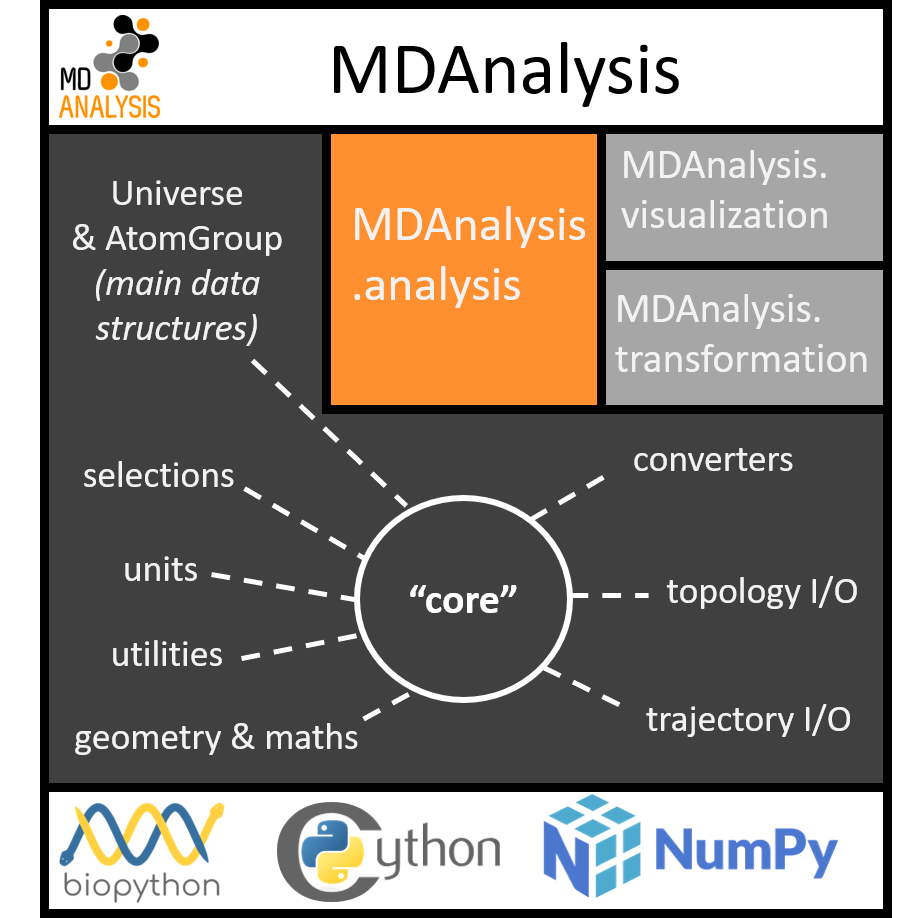 MD
ANALYSIS
MDAnalysis
Universe
& AtomGroup
(main data
structures)
MDAnalysis
.analysis
MDAnalysis.
visualization
MDAnalysis.
transformation
selections
units
utilities
geometry & maths
“core”
converters
topology I/O
trajectory I/O
biopython
Cython
NumPy